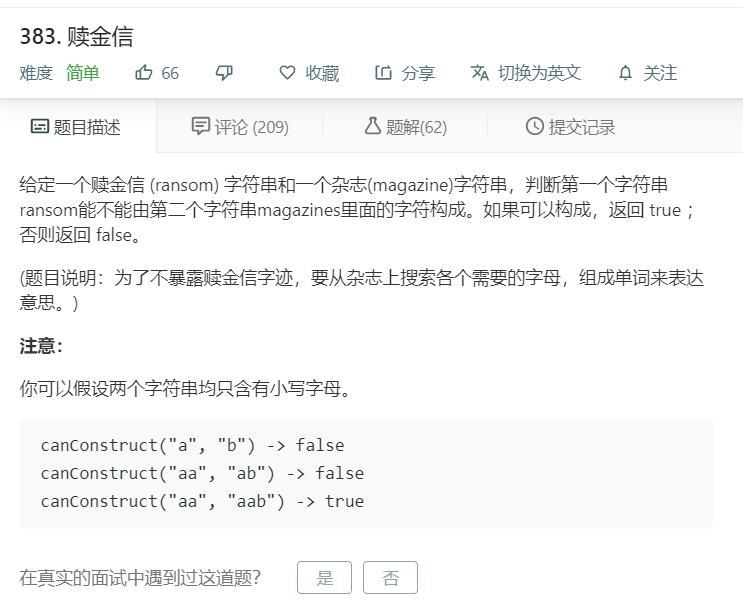 383. 赎金信
难度 简单 66 收藏 分享 切换为英文 关注
题目描述 评论 (209) 题解(62) 提交记录
给定一个赎金信 (ransom) 字符串和一个杂志(magazine)字符串，判断第一个字符串
ransom能不能由第二个字符串magazines里面的字符构成。如果可以构成，返回 true ；
否则返回 false。
(题目说明：为了不暴露赎金信字迹，要从杂志上搜索各个需要的字母，组成单词来表达
意思。)
注意：
你可以假设两个字符串均只含有小写字母。
canConstruct("a", "b") -> false
canConstruct("aa", "ab") -> false
canConstruct("aa", "aab") -> true
在真实的面试中遇到过这道题？ 是 否